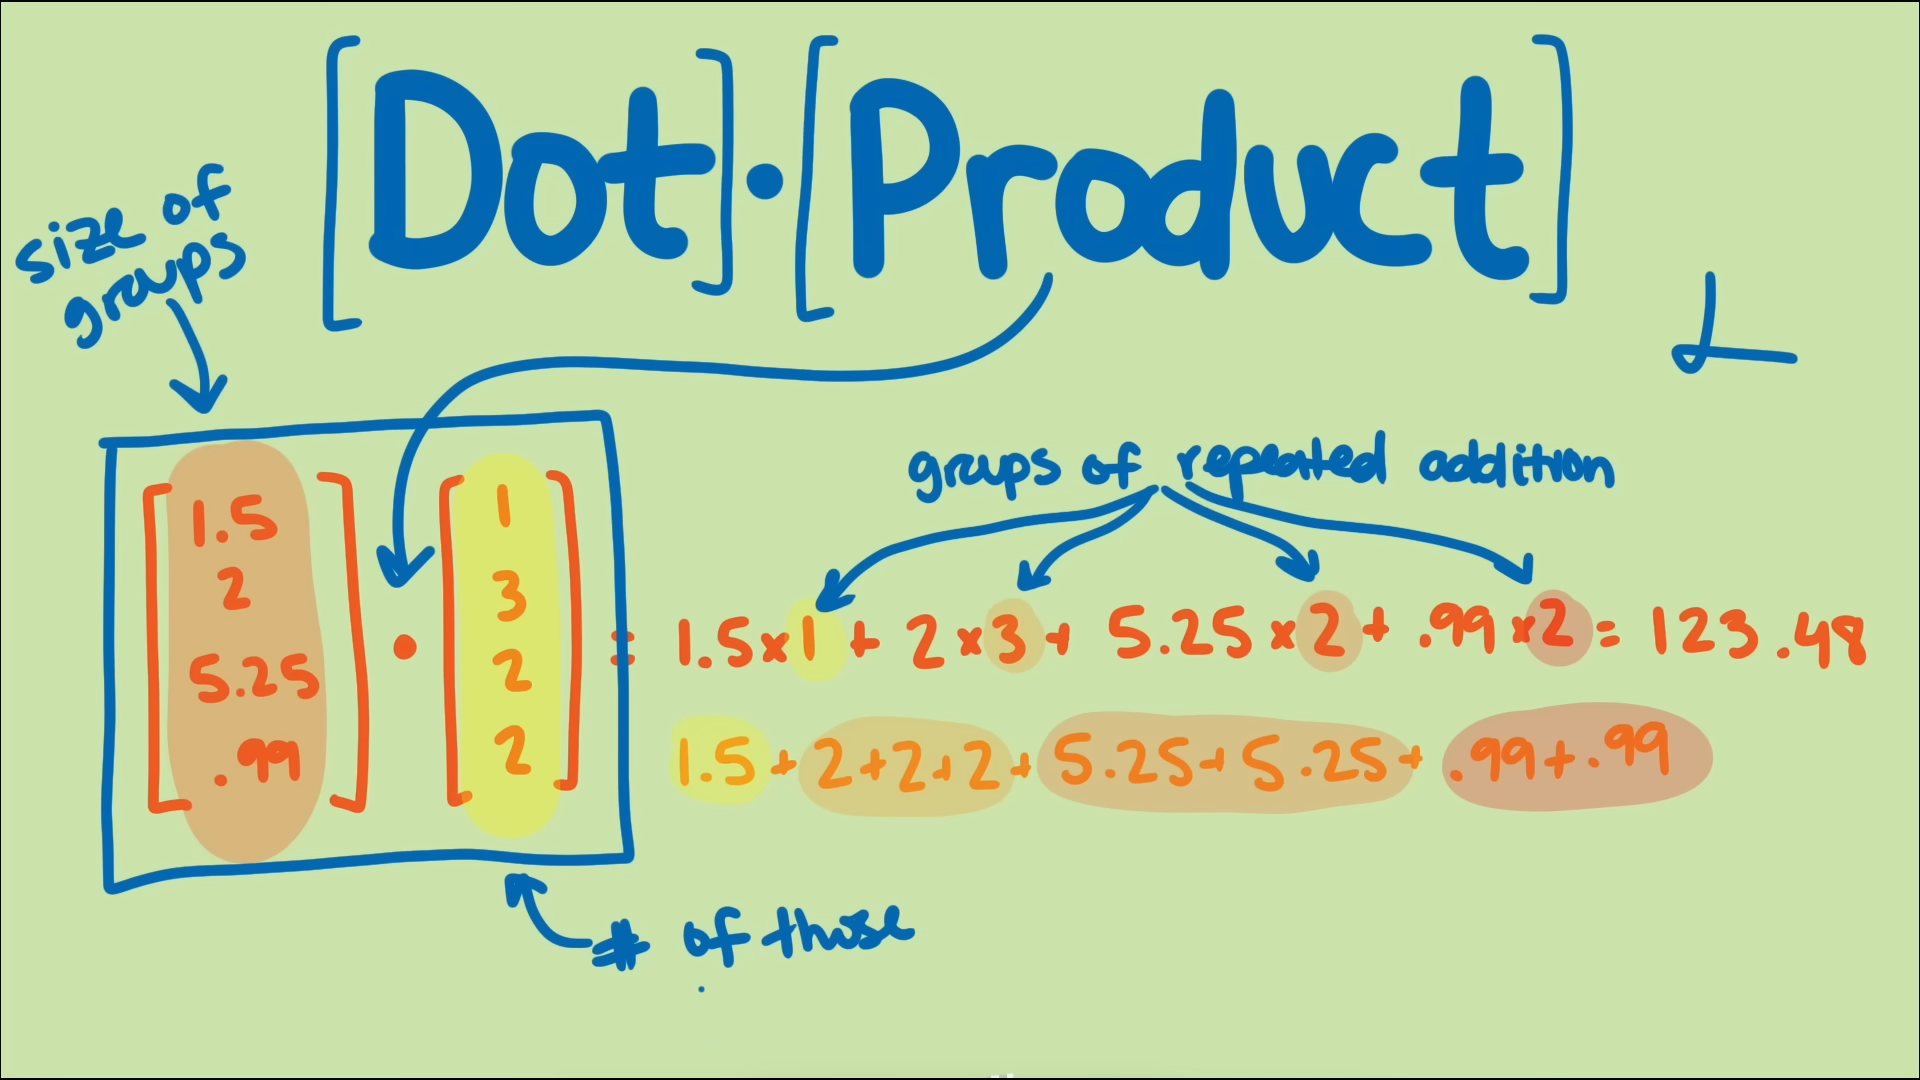 [Dot] · [Product]
size of
groups
groups of repeated addition
[1.5 2 5.25 .99] · [1 3 2 2] = 1.5 x 1 + 2 x 3 + 5.25 x 2 + .99 x 2 = 123.48
1.5 + 2 + 2 + 2 + 5.25 + 5.25 + .99 + .99
# of those